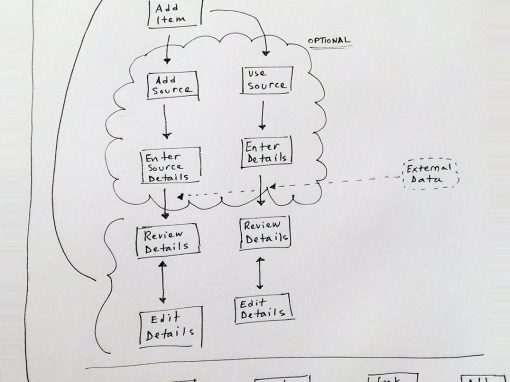 Add
Item
OPTIONAL
Add
Source
Use
Source
Enter
Source
Details
Enter
Details
External
Data
Review
Details
Review
Details
Edit
Details
Edit
Details